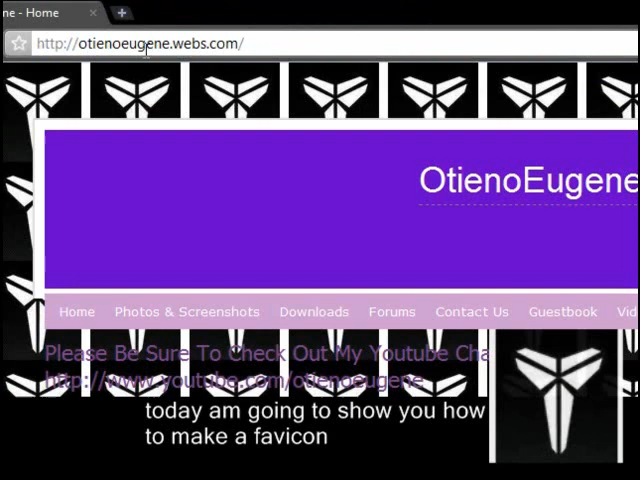 ne - Home
http://otienoeugene.webs.com/
OtienoEugene
Home Photos & Screenshots Downloads Forums Contact Us Guestbook Vid
Please Be Sure To Check Out My Youtube Cha
http://www.youtube.com/otienoeugene
today am going to show you how
to make a favicon